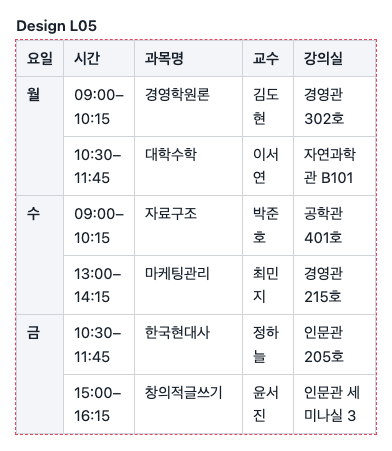 Design L05
요일 시간 과목명 교수 강의실
월 09:00– 경영학원론 김도 경영관
10:15 현 302호
10:30– 대학수학 이서 자연과학
11:45 연 관 B101
수 09:00– 자료구조 박준 공학관
10:15 호 401호
13:00– 마케팅관리 최민 경영관
14:15 지 215호
금 10:30– 한국현대사 정하 인문관
11:45 늘 205호
15:00– 창의적글쓰기 윤서 인문관 세
16:15 진 미나실 3